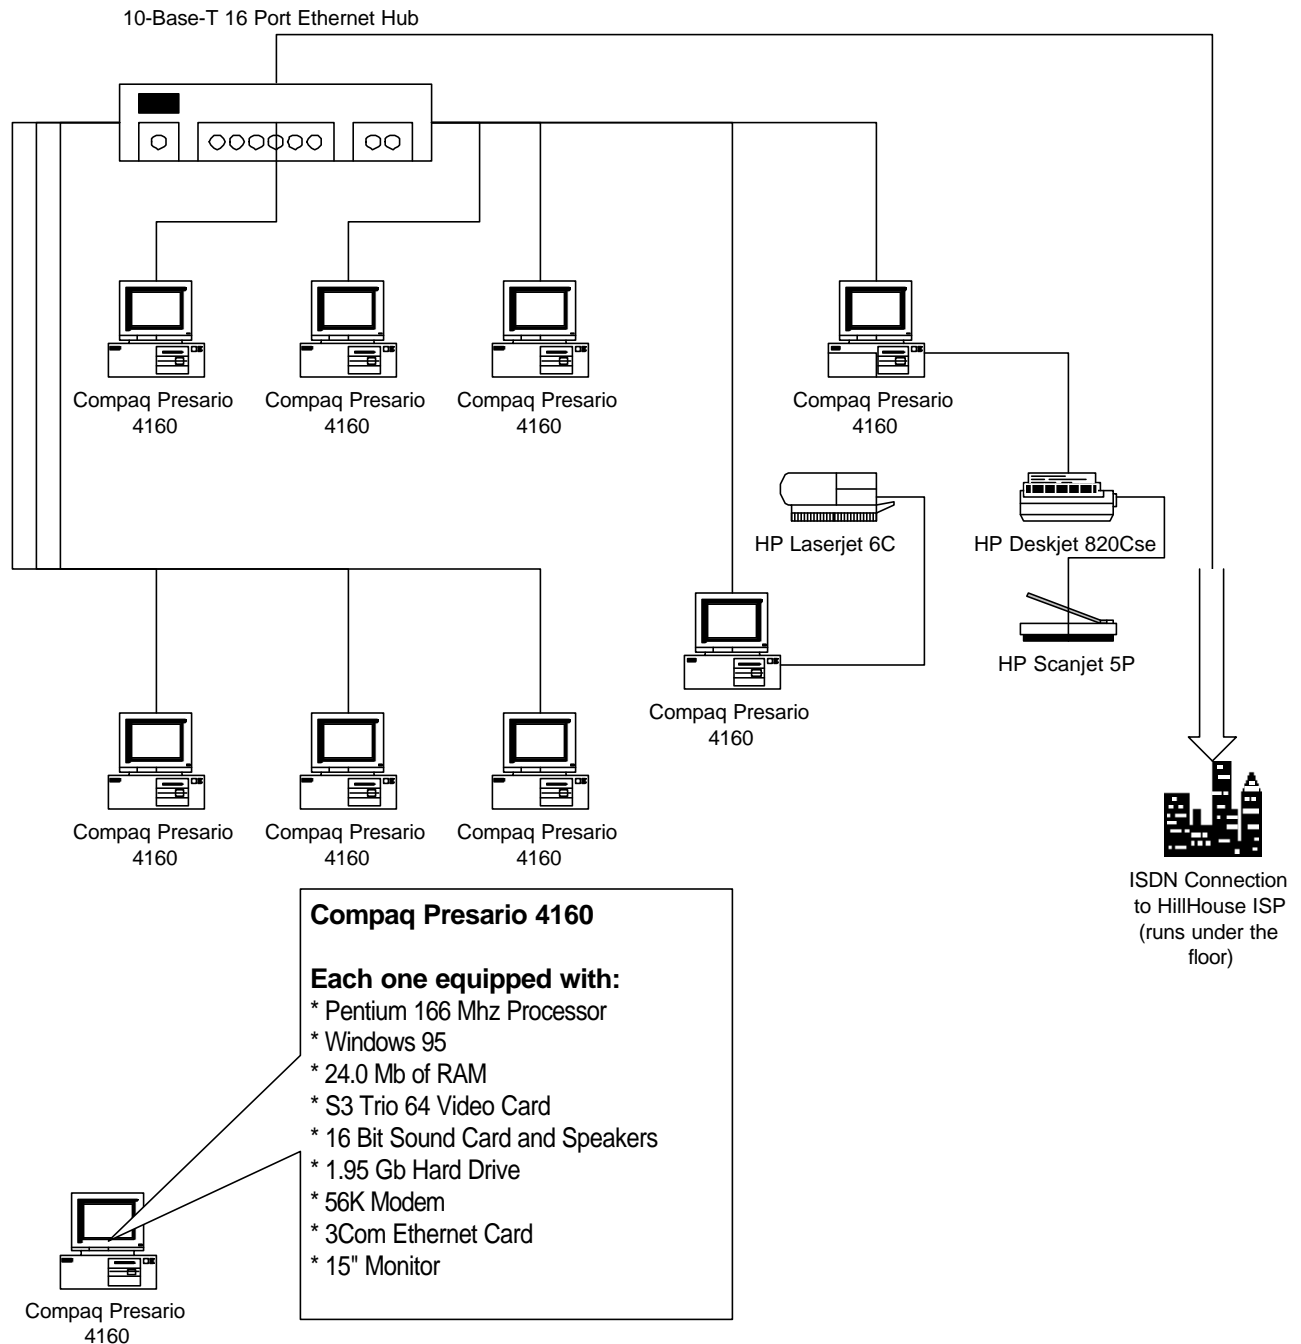 10-Base-T 16 Port Ethernet Hub
Compaq Presario
4160
Compaq Presario
4160
Compaq Presario
4160
Compaq Presario
4160
HP Laserjet 6C
HP Deskjet 820Cse
HP Scanjet 5P
Compaq Presario
4160
Compaq Presario
4160
Compaq Presario
4160
Compaq Presario
4160
ISDN Connection
to HillHouse ISP
(runs under the
floor)
Compaq Presario 4160
Each one equipped with:
* Pentium 166 Mhz Processor
* Windows 95
* 24.0 Mb of RAM
* S3 Trio 64 Video Card
* 16 Bit Sound Card and Speakers
* 1.95 Gb Hard Drive
* 56K Modem
* 3Com Ethernet Card
* 15" Monitor
Compaq Presario
4160